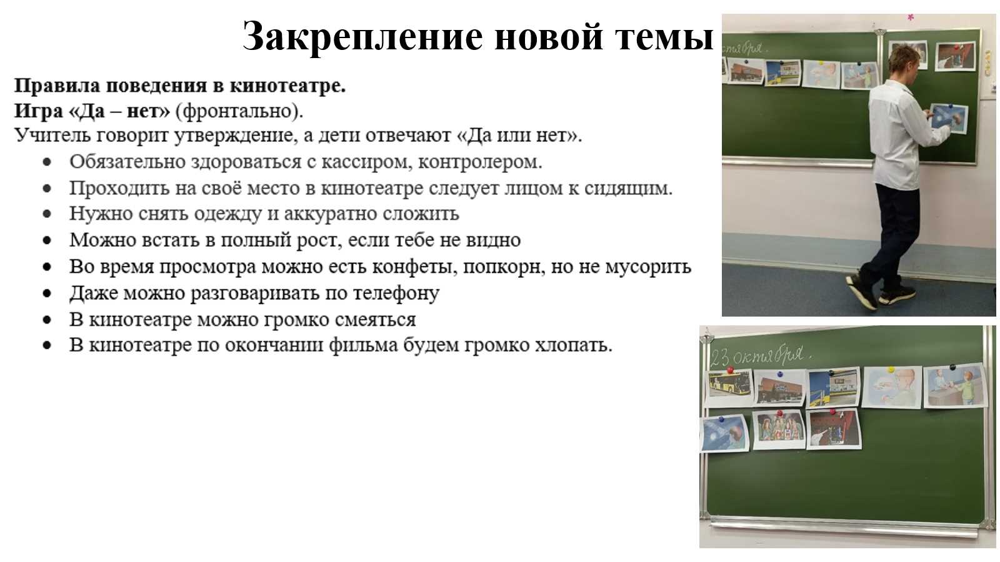 Закрепление новой темы
Правила поведения в кинотеатре.
Игра «Да – нет» (фронтально).
Учитель говорит утверждение, а дети отвечают «Да или нет».
• Обязательно здороваться с кассиром, контролером.
• Проходить на своё место в кинотеатре следует лицом к сидящим.
• Нужно снять одежду и аккуратно сложить
• Можно встать в полный рост, если тебе не видно
• Во время просмотра можно есть конфеты, попкорн, но не мусорить
• Даже можно разговаривать по телефону
• В кинотеатре можно громко смеяться
• В кинотеатре по окончании фильма будем громко хлопать.
ктября.
23 октября.